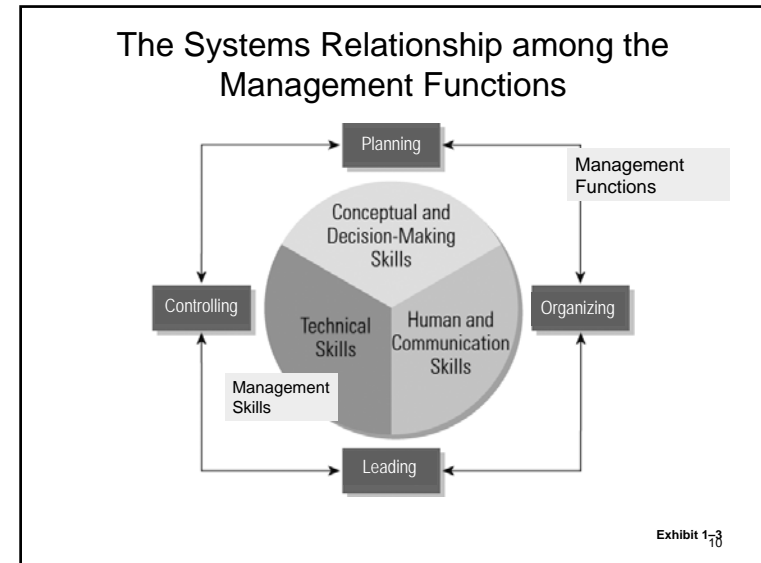 The Systems Relationship among the
Management Functions
Planning
Management
Functions
Conceptual and
Decision-Making
Skills
Controlling
Organizing
Technical
Skills
Human and
Communication
Skills
Management
Skills
Leading
Exhibit 1–3
10